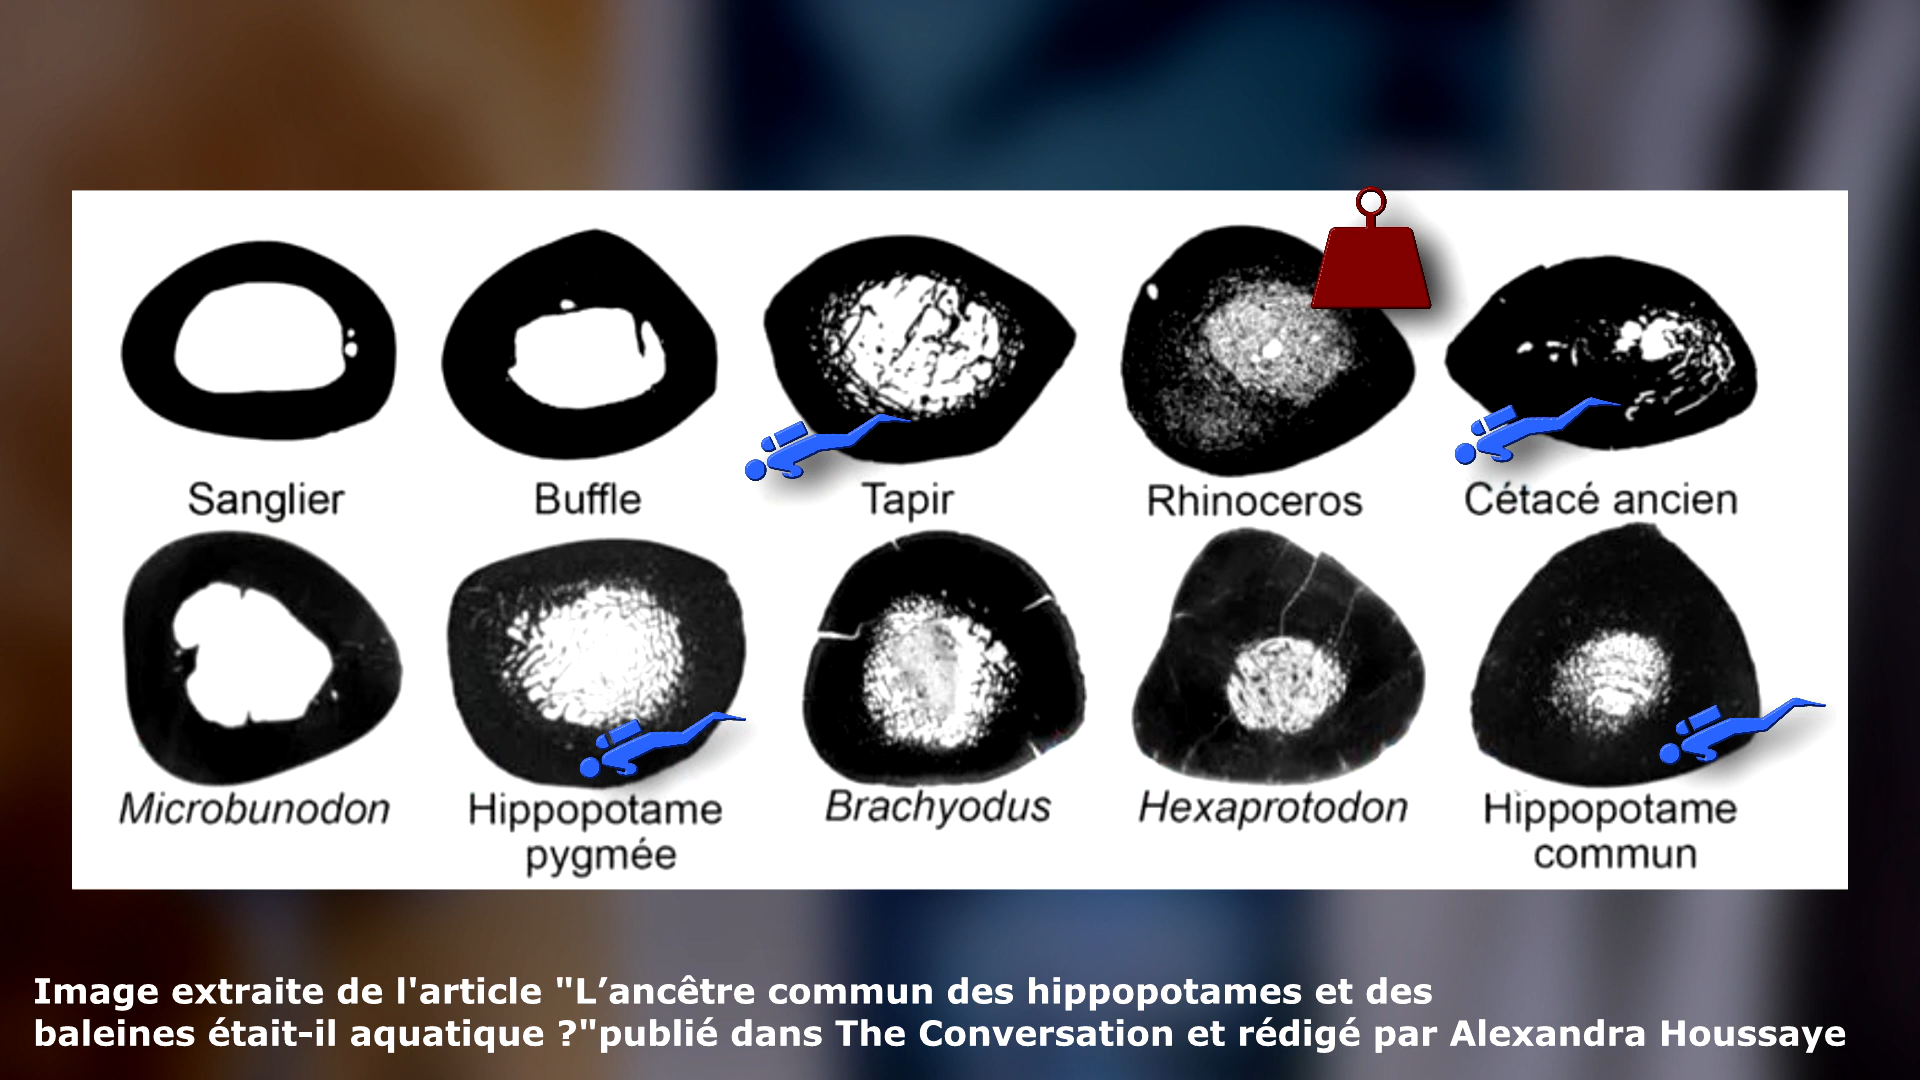 Sanglier
Buffle
Tapir
Rhinoceros
Cétacé ancien
Microbunodon
Hippopotame
pygmée
Brachyodus
Hexaprotodon
Hippopotame
commun
Image extraite de l'article "L’ancêtre commun des hippopotames et des
baleines était-il aquatique ?"publié dans The Conversation et rédigé par Alexandra Houssaye